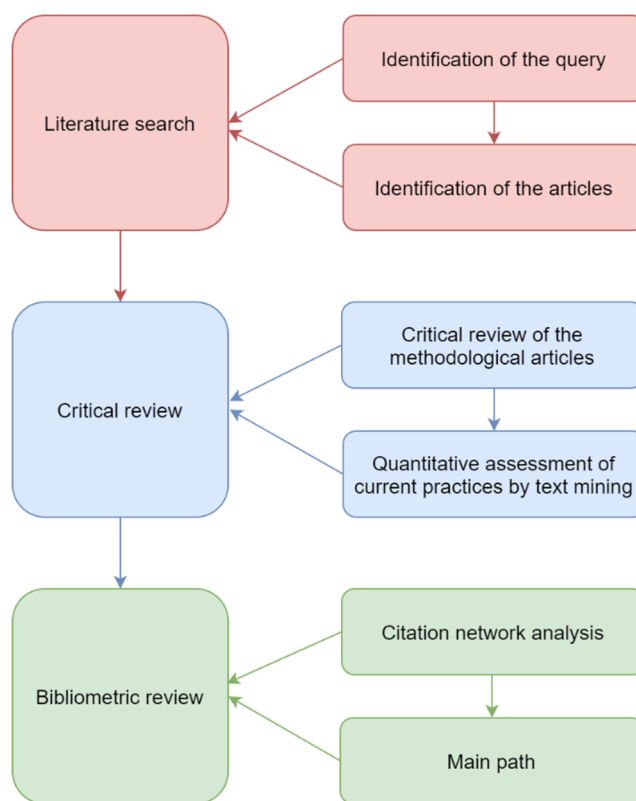 Identification of the query
Literature search
Identification of the articles
Critical review of the
methodological articles
Critical review
Quantitative assessment of
current practices by text mining
Citation network analysis
Bibliometric review
Main path